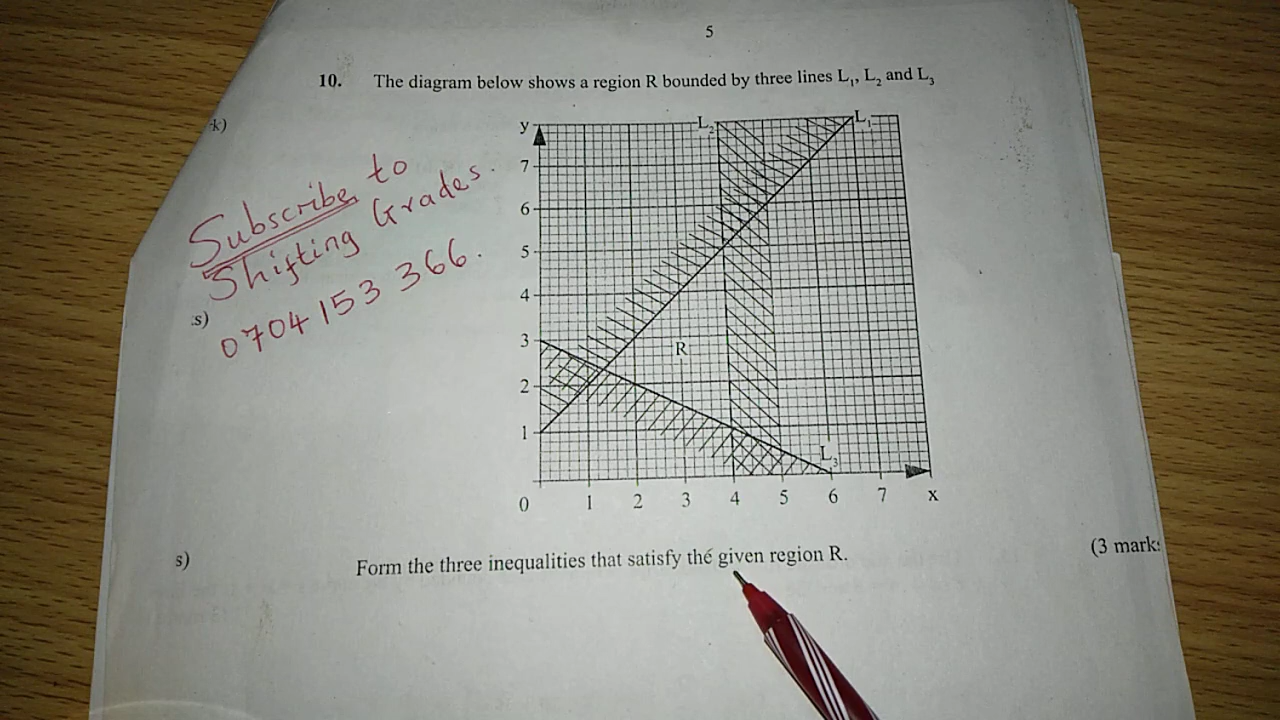 5
10. The diagram below shows a region R bounded by three lines L₁, L₂ and L₃
k)
Subscribe to
Shifting Grades.
0704 153 366.
s)
y
L₂
L₁
7
6
5
4
3
2
1
R
L₃
0 1 2 3 4 5 6 7 x
s)
Form the three inequalities that satisfy the given region R.
(3 marks